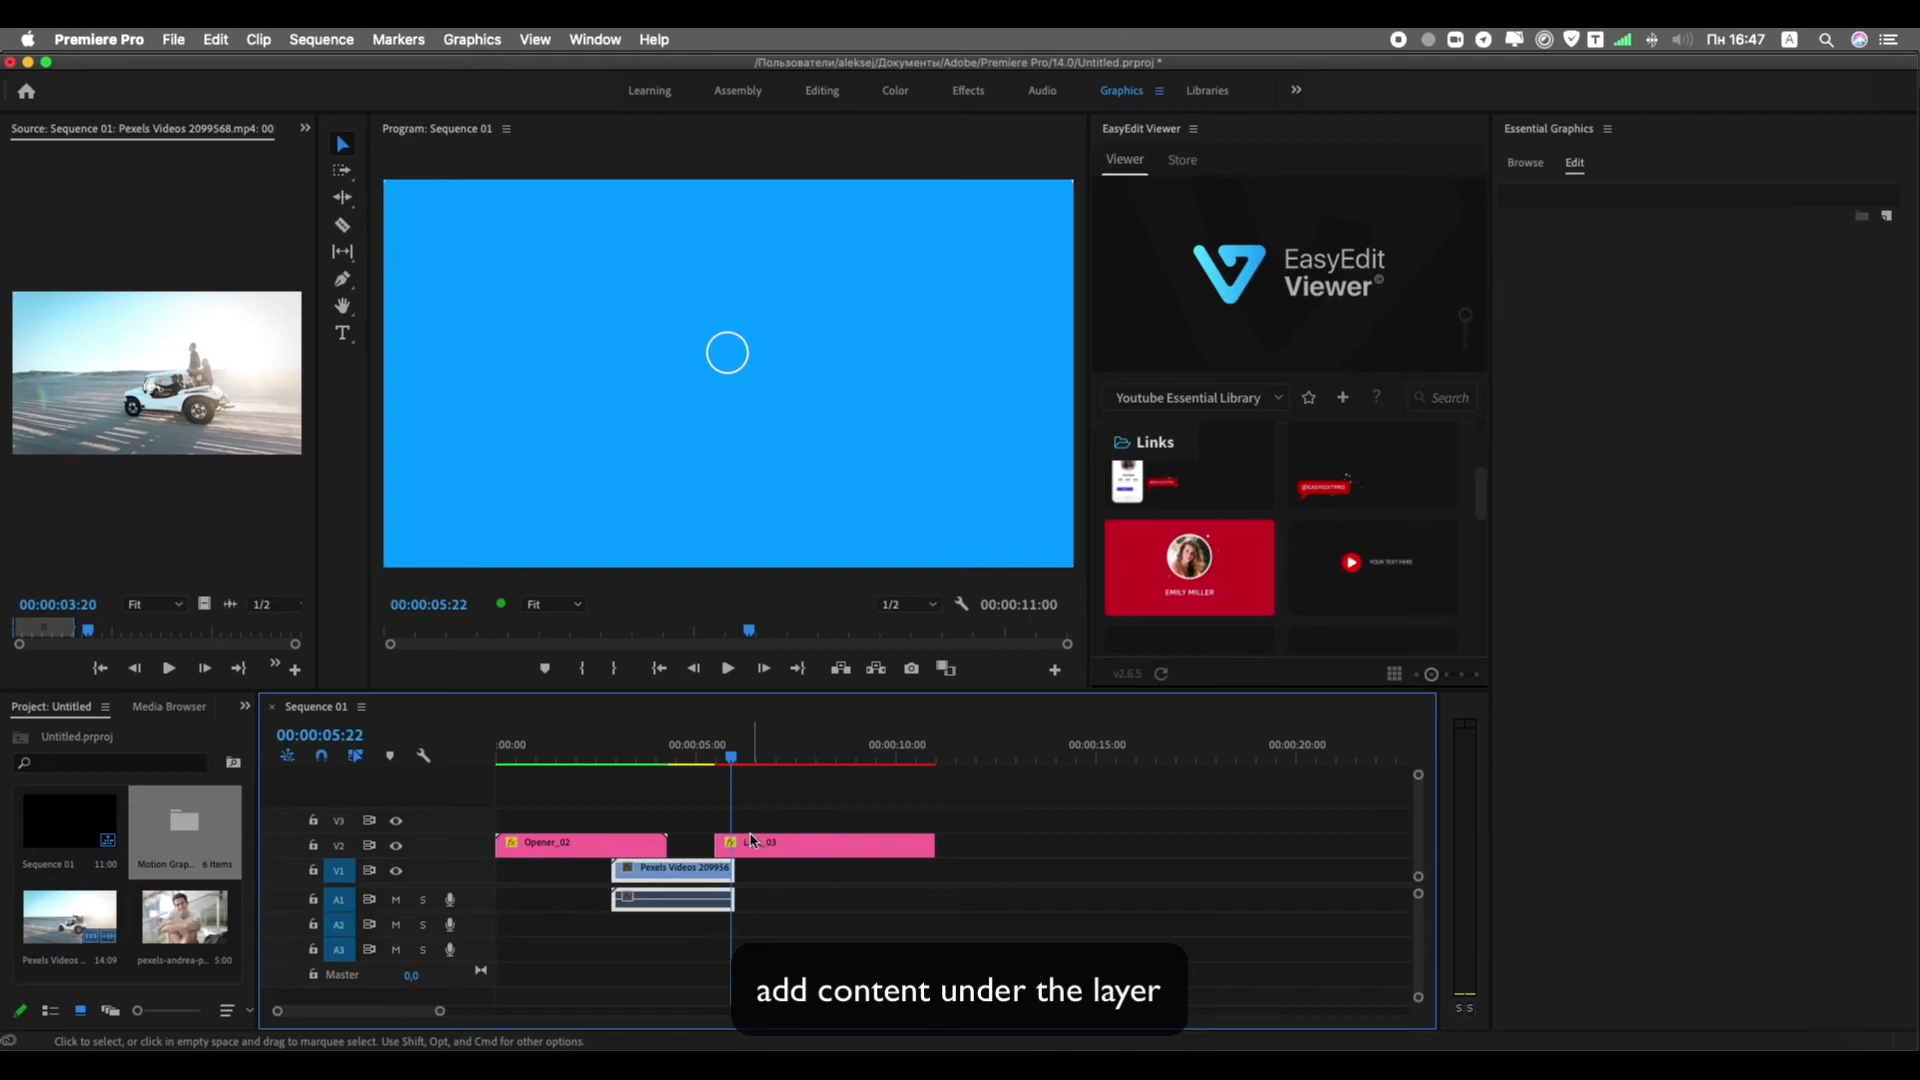 Premiere Pro File Edit Clip Sequence Markers Graphics View Window Help T Пн 16:47 A
/Пользователи/aleksej/Документы/Adobe/Premiere Pro/14.0/Untitled.prproj *
Learning Assembly Editing Color Effects Audio Graphics Libraries
Source: Sequence 01: Pexels Videos 2099568.mp4: 00
Program: Sequence 01
EasyEdit Viewer
Essential Graphics
Viewer Store
Browse Edit
EasyEdit
Viewer©
Youtube Essential Library ? Search
Links
@EASYEDITPRO
EMILY MILLER
YOUR TEXT HERE
00:00:03:20 Fit 1/2
00:00:05:22 Fit 1/2 00:00:11:00
v2.6.5
Project: Untitled Media Browser
Untitled.prproj
Sequence 01 11:00
Motion Grap... 6 Items
Pexels Videos ... 14:09
pexels-andrea-p... 5:00
Sequence 01
00:00:05:22
:00:00 00:00:05:00 00:00:10:00 00:00:15:00 00:00:20:00
V3
V2 fx Opener_02 fx _03
V1 Pexels Videos 209956
A1 M S
A2 M S
A3 M S
Master 0,0
S S
add content under the layer
Click to select, or click in empty space and drag to marquee select. Use Shift, Opt, and Cmd for other options.